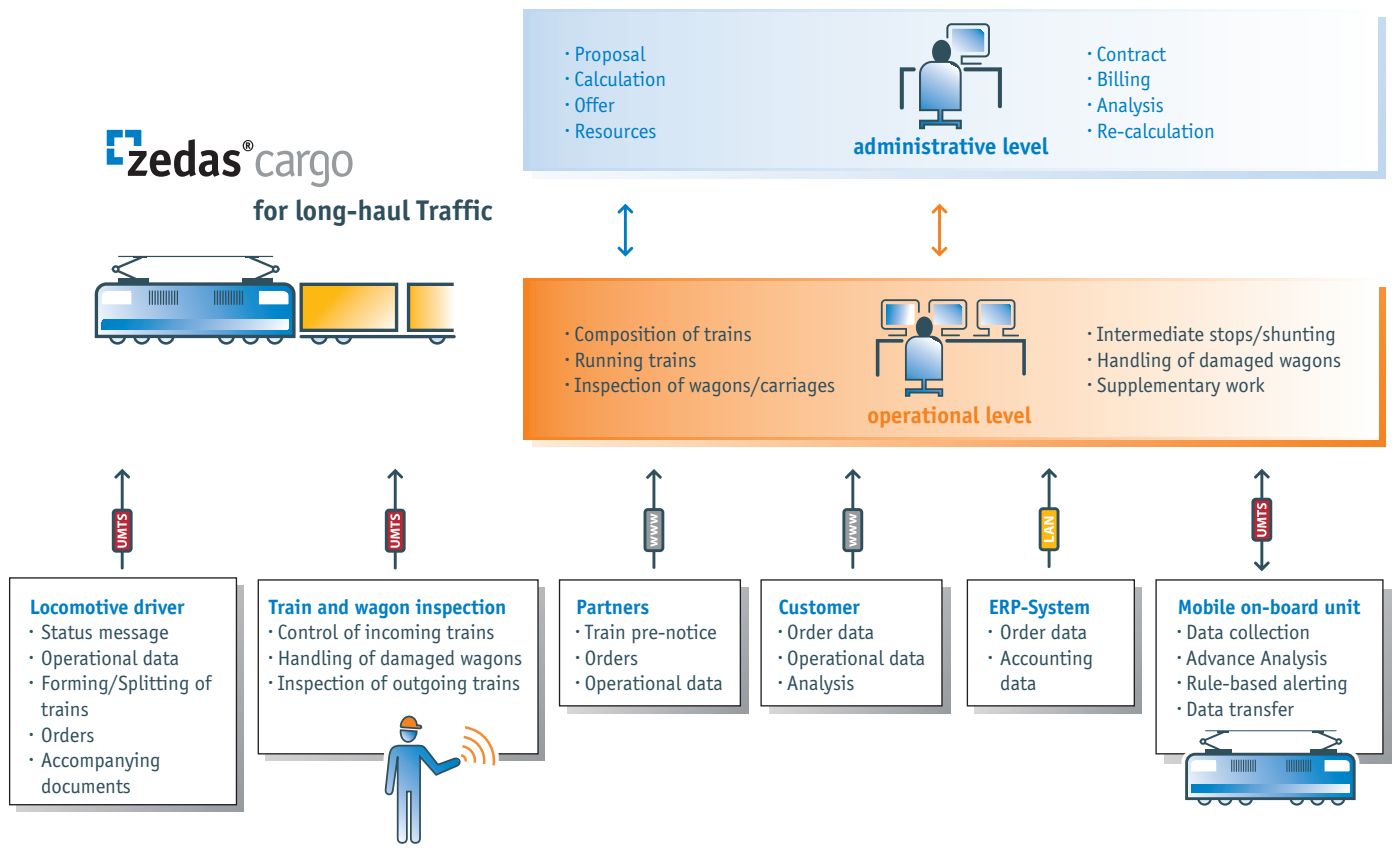 · Proposal
· Calculation
· Offer
· Resources
administrative level
· Contract
· Billing
· Analysis
· Re-calculation
zedas® cargo
for long-haul Traffic
· Composition of trains
· Running trains
· Inspection of wagons/carriages
operational level
· Intermediate stops/shunting
· Handling of damaged wagons
· Supplementary work
UMTS
UMTS
WWW
WWW
LAN
UMTS
Locomotive driver
· Status message
· Operational data
· Forming/Splitting of
trains
· Orders
· Accompanying
documents
Train and wagon inspection
· Control of incoming trains
· Handling of damaged wagons
· Inspection of outgoing trains
Partners
· Train pre-notice
· Orders
· Operational data
Customer
· Order data
· Operational data
· Analysis
ERP-System
· Order data
· Accounting
data
Mobile on-board unit
· Data collection
· Advance Analysis
· Rule-based alerting
· Data transfer